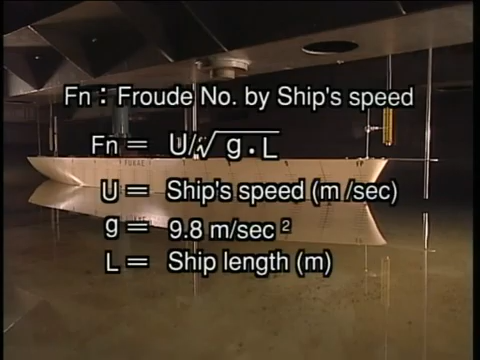 Fn : Froude No. by Ship's speed
Fn = U/√g・L
U = Ship's speed (m/sec)
g = 9.8 m/sec ²
L = Ship length (m)